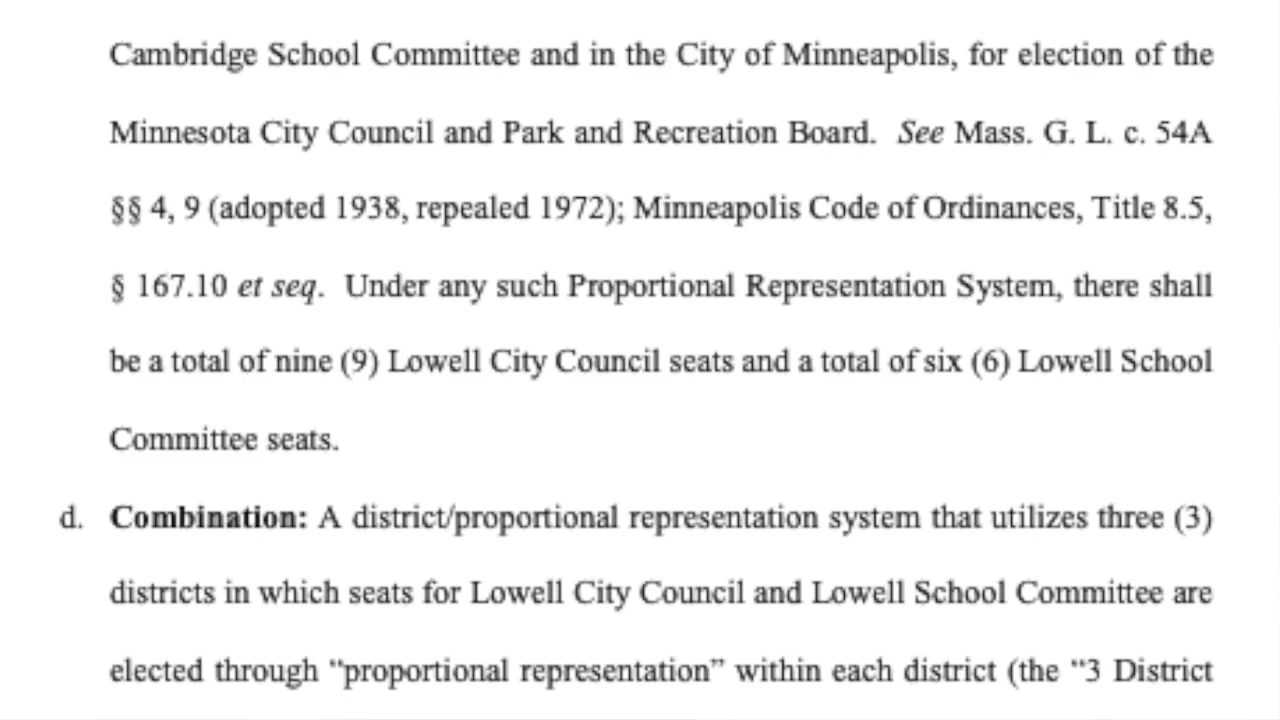 Cambridge School Committee and in the City of Minneapolis, for election of the
Minnesota City Council and Park and Recreation Board. See Mass. G. L. c. 54A
§§ 4, 9 (adopted 1938, repealed 1972); Minneapolis Code of Ordinances, Title 8.5,
§ 167.10 et seq. Under any such Proportional Representation System, there shall
be a total of nine (9) Lowell City Council seats and a total of six (6) Lowell School
Committee seats.
d. Combination: A district/proportional representation system that utilizes three (3)
districts in which seats for Lowell City Council and Lowell School Committee are
elected through “proportional representation” within each district (the “3 District